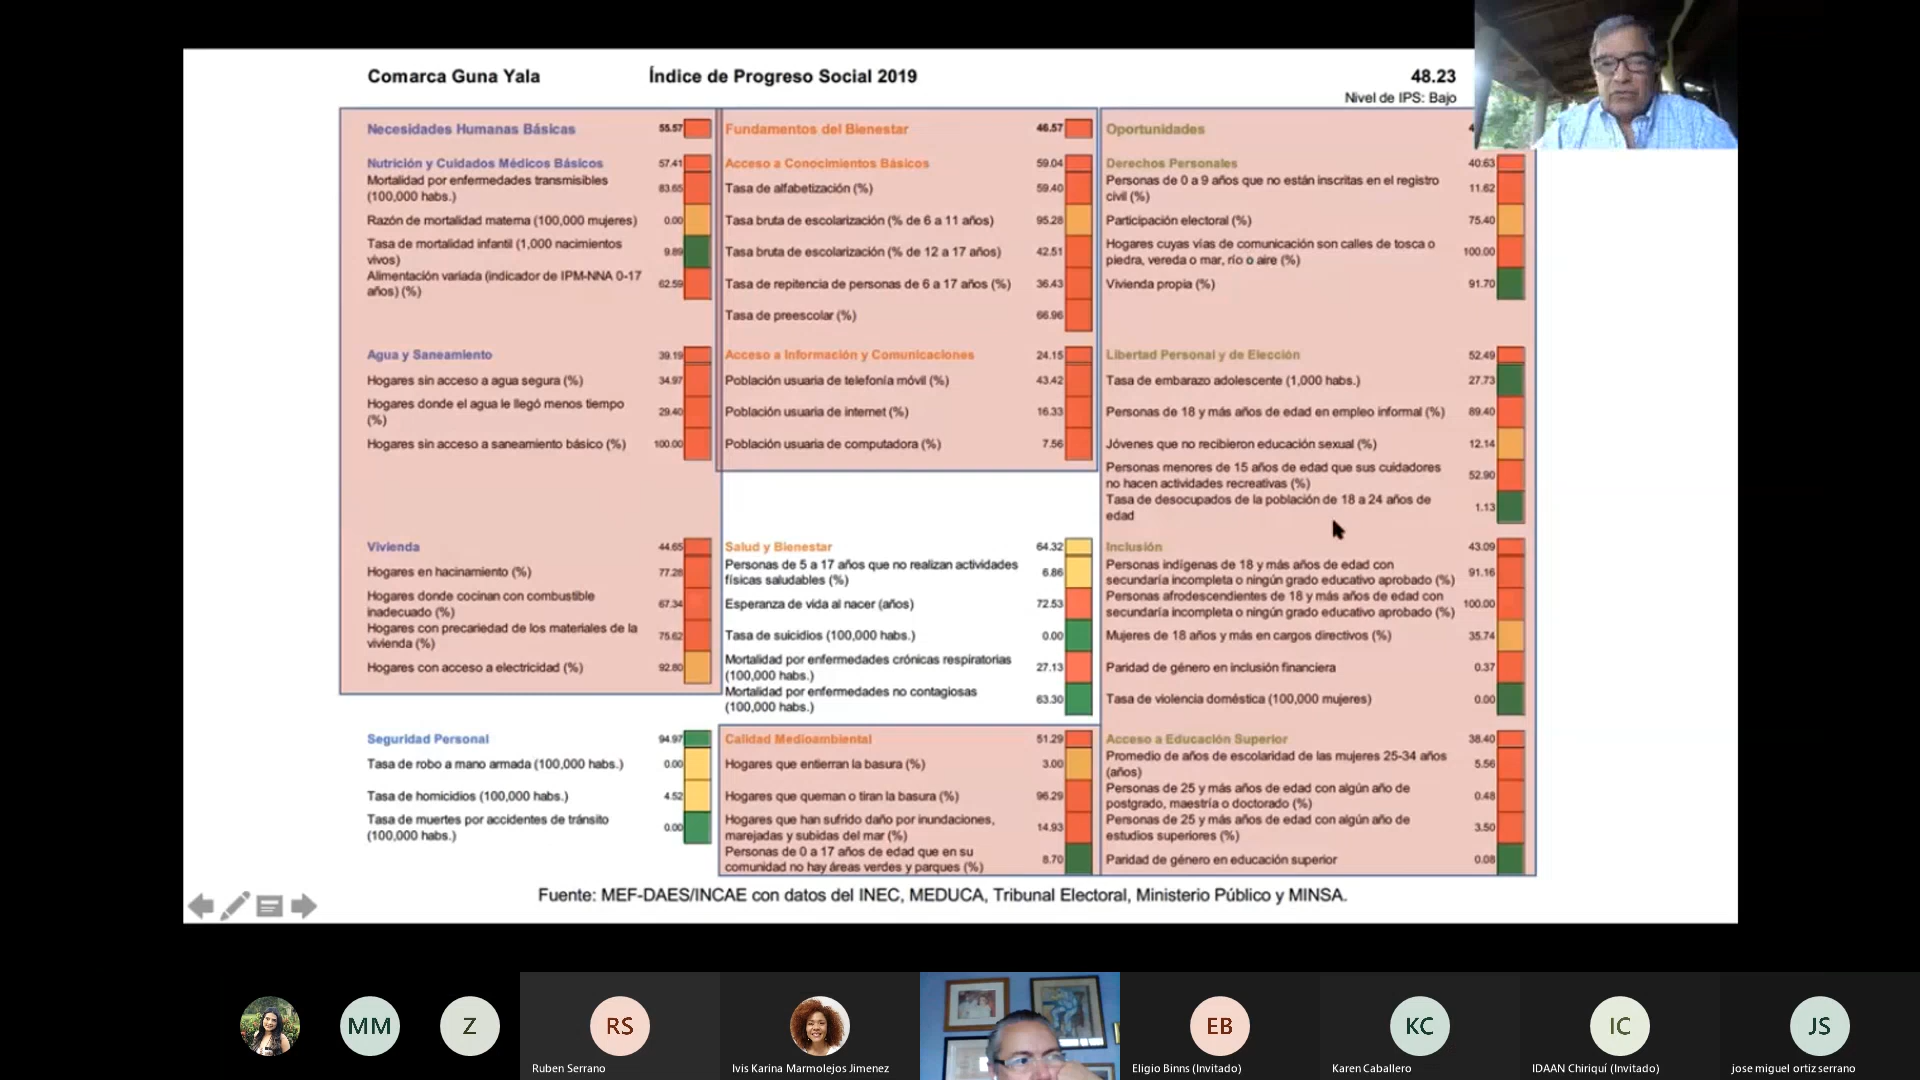 Comarca Guna Yala
Índice de Progreso Social 2019
48.23
Nivel de IPS: Bajo
Necesidades Humanas Básicas 55.57
Nutrición y Cuidados Médicos Básicos 57.41
Mortalidad por enfermedades transmisibles
(100,000 habs.) 83.65
Razón de mortalidad materna (100,000 mujeres) 0.00
Tasa de mortalidad infantil (1,000 nacimientos
vivos) 9.89
Alimentación variada (indicador de IPM-NNA 0-17
años) (%) 62.59
Agua y Saneamiento 39.19
Hogares sin acceso a agua segura (%) 34.97
Hogares donde el agua le llegó menos tiempo
(%) 29.40
Hogares sin acceso a saneamiento básico (%) 100.00
Vivienda 44.65
Hogares en hacinamiento (%) 77.28
Hogares donde cocinan con combustible
inadecuado (%) 67.34
Hogares con precariedad de los materiales de la
vivienda (%) 75.62
Hogares con acceso a electricidad (%) 92.80
Seguridad Personal 94.97
Tasa de robo a mano armada (100,000 habs.) 0.00
Tasa de homicidios (100,000 habs.) 4.52
Tasa de muertes por accidentes de tránsito
(100,000 habs.) 0.00
Fundamentos del Bienestar 46.57
Acceso a Conocimientos Básicos 59.04
Tasa de alfabetización (%) 59.40
Tasa bruta de escolarización (% de 6 a 11 años) 95.28
Tasa bruta de escolarización (% de 12 a 17 años) 42.51
Tasa de repitencia de personas de 6 a 17 años (%) 36.43
Tasa de preescolar (%) 66.96
Acceso a Información y Comunicaciones 24.15
Población usuaria de telefonía móvil (%) 43.42
Población usuaria de internet (%) 16.33
Población usuaria de computadora (%) 7.56
Salud y Bienestar 64.32
Personas de 5 a 17 años que no realizan actividades
físicas saludables (%) 6.86
Esperanza de vida al nacer (años) 72.53
Tasa de suicidios (100,000 habs.) 0.00
Mortalidad por enfermedades crónicas respiratorias
(100,000 habs.) 27.13
Mortalidad por enfermedades no contagiosas
(100,000 habs.) 63.30
Calidad Medioambiental 51.29
Hogares que entierran la basura (%) 3.00
Hogares que queman o tiran la basura (%) 96.29
Hogares que han sufrido daño por inundaciones,
marejadas y subidas del mar (%) 14.93
Personas de 0 a 17 años de edad que en su
comunidad no hay áreas verdes y parques (%) 8.70
Oportunidades 4
Derechos Personales 40.63
Personas de 0 a 9 años que no están inscritas en el registro
civil (%) 11.62
Participación electoral (%) 75.40
Hogares cuyas vías de comunicación son calles de tosca o
piedra, vereda o mar, río o aire (%) 100.00
Vivienda propia (%) 91.70
Libertad Personal y de Elección 52.49
Tasa de embarazo adolescente (1,000 habs.) 27.73
Personas de 18 y más años de edad en empleo informal (%) 89.40
Jóvenes que no recibieron educación sexual (%) 12.14
Personas menores de 15 años de edad que sus cuidadores
no hacen actividades recreativas (%) 52.90
Tasa de desocupados de la población de 18 a 24 años de
edad 1.13
Inclusión 43.09
Personas indígenas de 18 y más años de edad con
secundaria incompleta o ningún grado educativo aprobado (%) 91.16
Personas afrodescendientes de 18 y más años de edad con
secundaria incompleta o ningún grado educativo aprobado (%) 100.00
Mujeres de 18 años y más en cargos directivos (%) 35.74
Paridad de género en inclusión financiera 0.37
Tasa de violencia doméstica (100,000 mujeres) 0.00
Acceso a Educación Superior 38.40
Promedio de años de escolaridad de las mujeres 25-34 años
(años) 5.56
Personas de 25 y más años de edad con algún año de
postgrado, maestría o doctorado (%) 0.48
Personas de 25 y más años de edad con algún año de
estudios superiores (%) 3.50
Paridad de género en educación superior 0.08
Fuente: MEF-DAES/INCAE con datos del INEC, MEDUCA, Tribunal Electoral, Ministerio Público y MINSA.
MM
Z
RS
EB
KC
IC
JS
Ruben Serrano
Ivis Karina Marmolejos Jimenez
Eligio Binns (Invitado)
Karen Caballero
IDAAN Chiriquí (Invitado)
jose miguel ortiz serrano